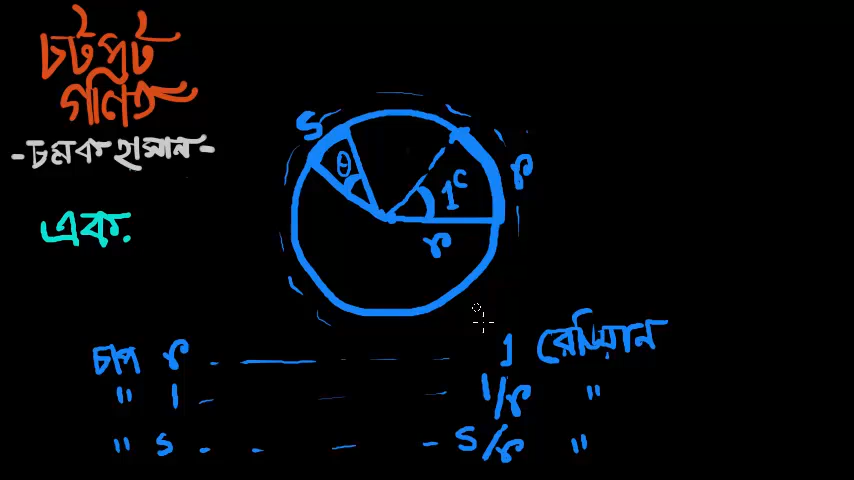 চটপট
গণিত
-চমক হাসান-
এক.
S
θ
1ᶜ
r
r
চাপ r - ——— - 1 রেডিয়ান
" 1 - - - - 1/r "
" S - - - - S/r "